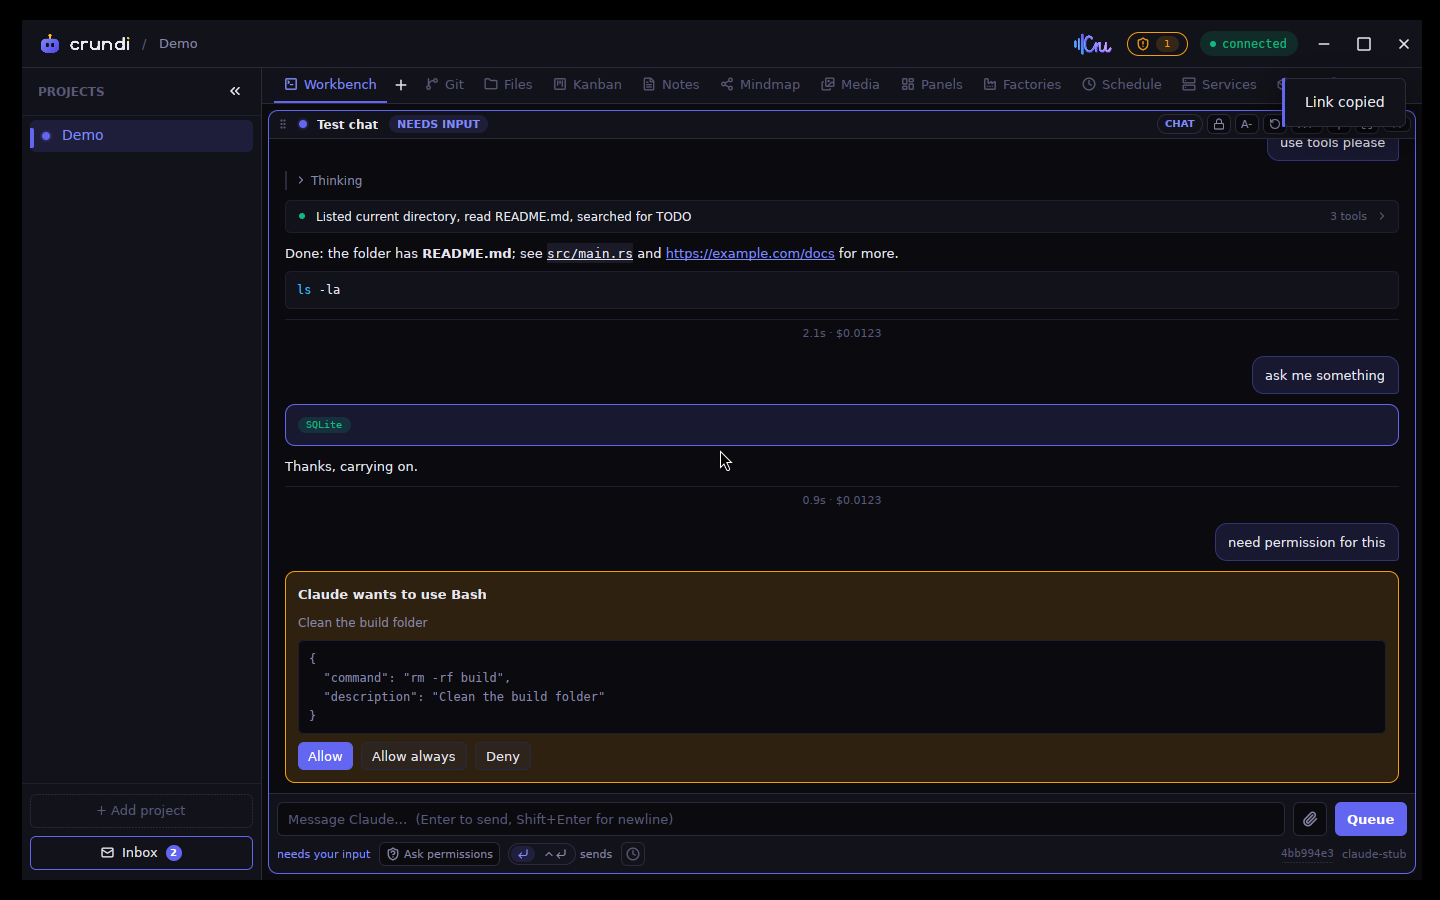 crundi / Demo
Cru
1
connected
PROJECTS
Workbench
Git
Files
Kanban
Notes
Mindmap
Media
Panels
Factories
Schedule
Services
Link copied
Demo
Test chat
NEEDS INPUT
CHAT
A-
use tools please
Thinking
Listed current directory, read README.md, searched for TODO
3 tools
Done: the folder has README.md; see src/main.rs and https://example.com/docs for more.
ls -la
2.1s · $0.0123
ask me something
SQLite
Thanks, carrying on.
0.9s · $0.0123
need permission for this
Claude wants to use Bash
Clean the build folder
{
"command": "rm -rf build",
"description": "Clean the build folder"
}
Allow
Allow always
Deny
+ Add project
Inbox 2
Message Claude... (Enter to send, Shift+Enter for newline)
Queue
needs your input
Ask permissions
sends
4bb994e3
claude-stub